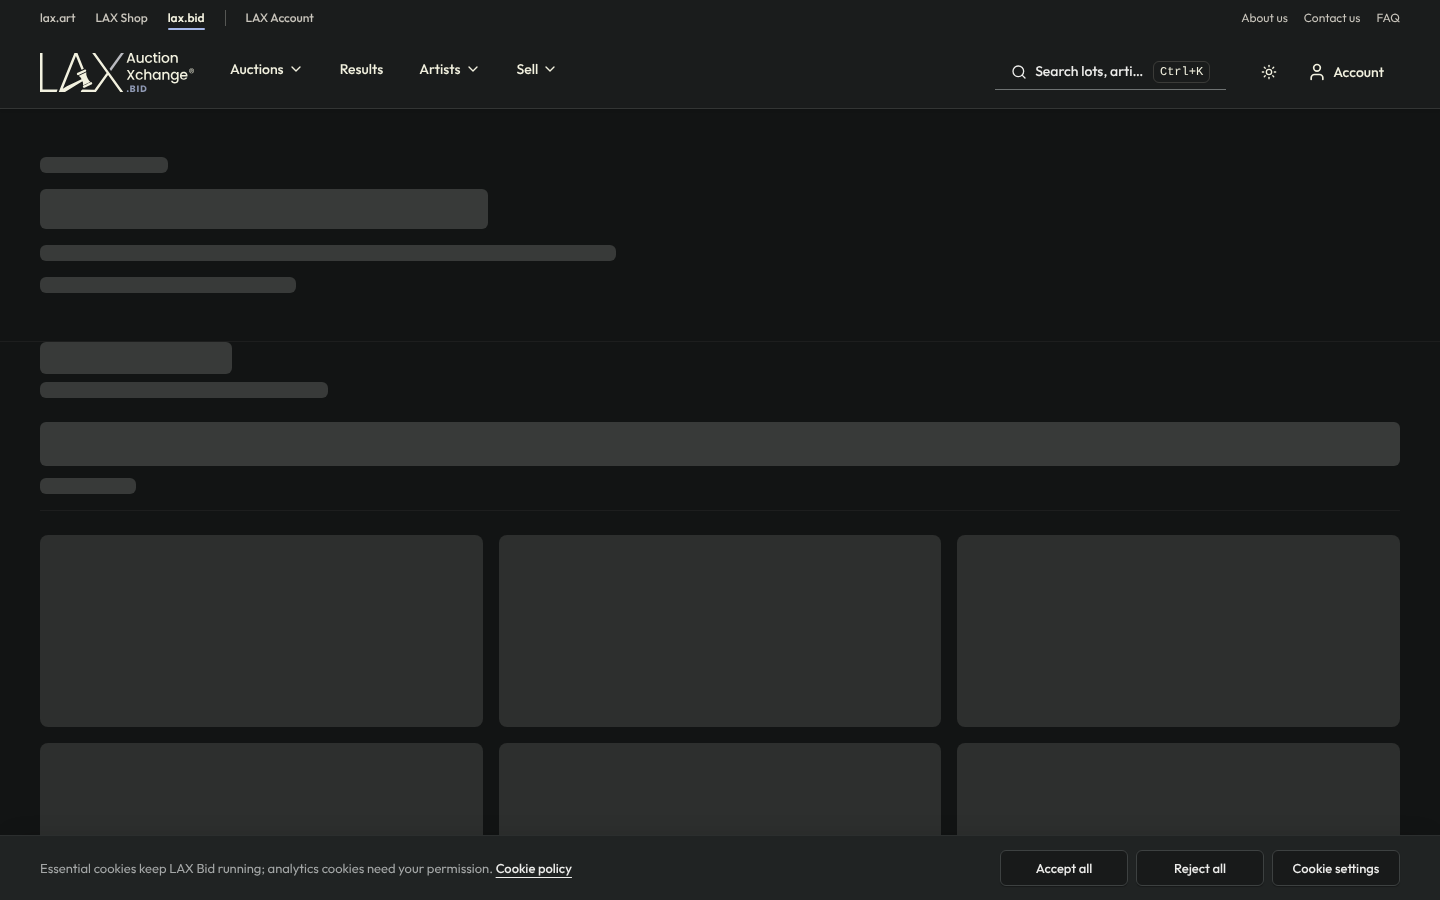 lax.art LAX Shop lax.bid LAX Account About us Contact us FAQ
LAX Auction Xchange® .BID
Auctions Results Artists Sell Search lots, arti... Ctrl+K Account
Essential cookies keep LAX Bid running; analytics cookies need your permission. Cookie policy Accept all Reject all Cookie settings